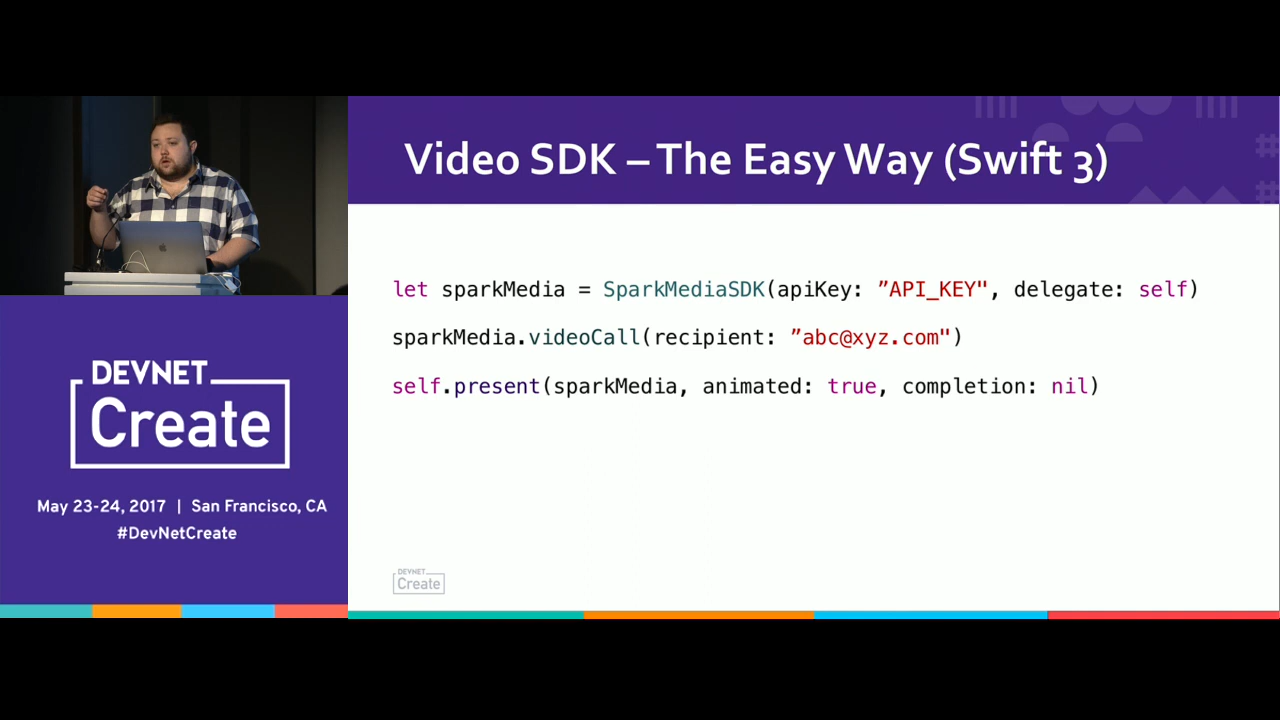 Video SDK – The Easy Way (Swift 3)
let sparkMedia = SparkMediaSDK(apiKey: ”API_KEY", delegate: self)
sparkMedia.videoCall(recipient: ”abc@xyz.com")
self.present(sparkMedia, animated: true, completion: nil)
DEVNET
Create
May 23-24, 2017 | San Francisco, CA
#DevNetCreate
DEVNET
Create